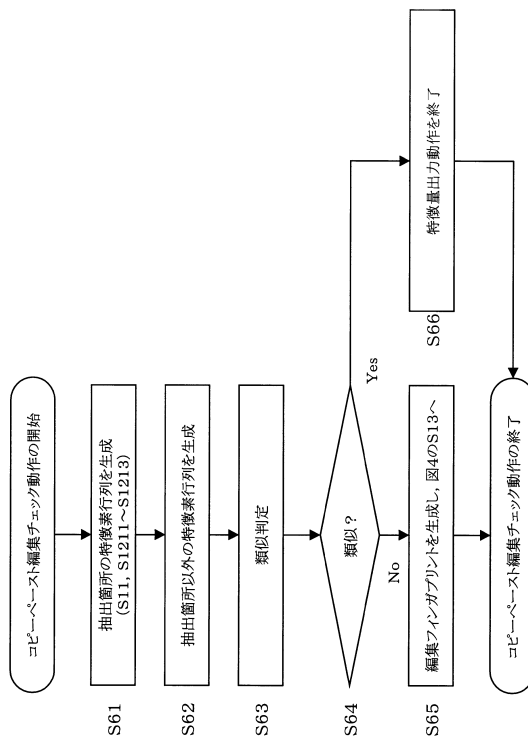 コピーペースト編集チェック動作の開始
S61
抽出箇所の特徴素行列を生成
(S11, S1211～S1213)
S62
抽出箇所以外の特徴素行列を生成
S63
類似判定
S64
類似？
Yes
No
S65
編集フィンガプリントを生成し, 図4のS13へ
S66
特徴量出力動作を終了
コピーペースト編集チェック動作の終了